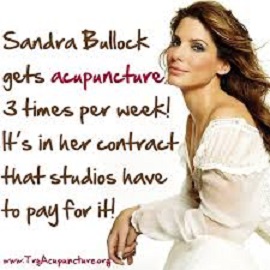 Sandra Bullock
gets acupuncture
3 times per week!
It's in her contract
that studios have
to pay for it!
www.TryAcupuncture.org